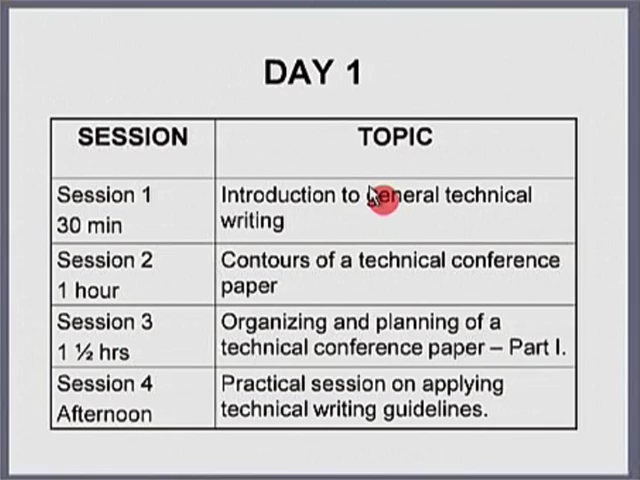 DAY 1
SESSION
TOPIC
Session 1
30 min
Introduction to General technical
writing
Session 2
1 hour
Contours of a technical conference
paper
Session 3
1 ½ hrs
Organizing and planning of a
technical conference paper – Part I.
Session 4
Afternoon
Practical session on applying
technical writing guidelines.